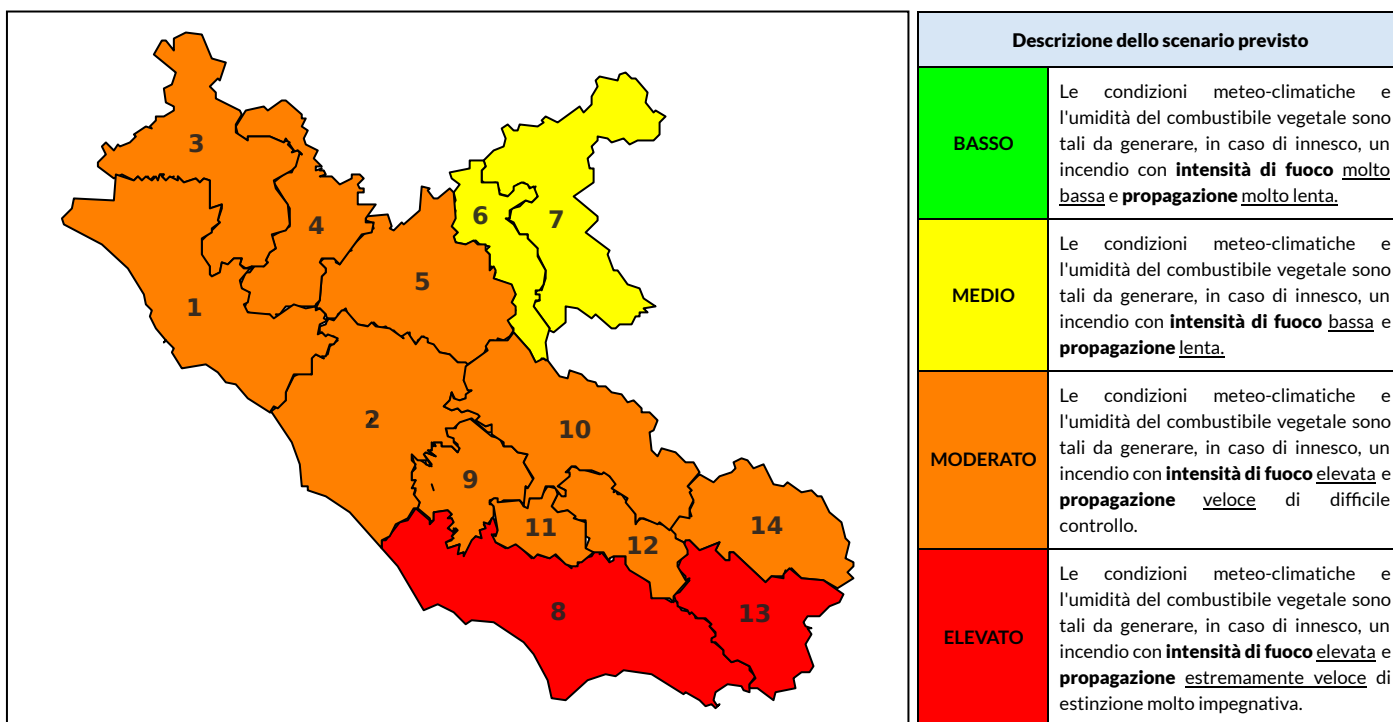 3
4
6
7
5
1
2
10
9
11
12
14
8
13
Descrizione dello scenario previsto
BASSO
Le condizioni meteo-climatiche e
l'umidità del combustibile vegetale sono
tali da generare, in caso di innesco, un
incendio con intensità di fuoco molto
bassa e propagazione molto lenta.
MEDIO
Le condizioni meteo-climatiche e
l'umidità del combustibile vegetale sono
tali da generare, in caso di innesco, un
incendio con intensità di fuoco bassa e
propagazione lenta.
MODERATO
Le condizioni meteo-climatiche e
l'umidità del combustibile vegetale sono
tali da generare, in caso di innesco, un
incendio con intensità di fuoco elevata e
propagazione veloce di difficile
controllo.
ELEVATO
Le condizioni meteo-climatiche e
l'umidità del combustibile vegetale sono
tali da generare, in caso di innesco, un
incendio con intensità di fuoco elevata e
propagazione estremamente veloce di
estinzione molto impegnativa.